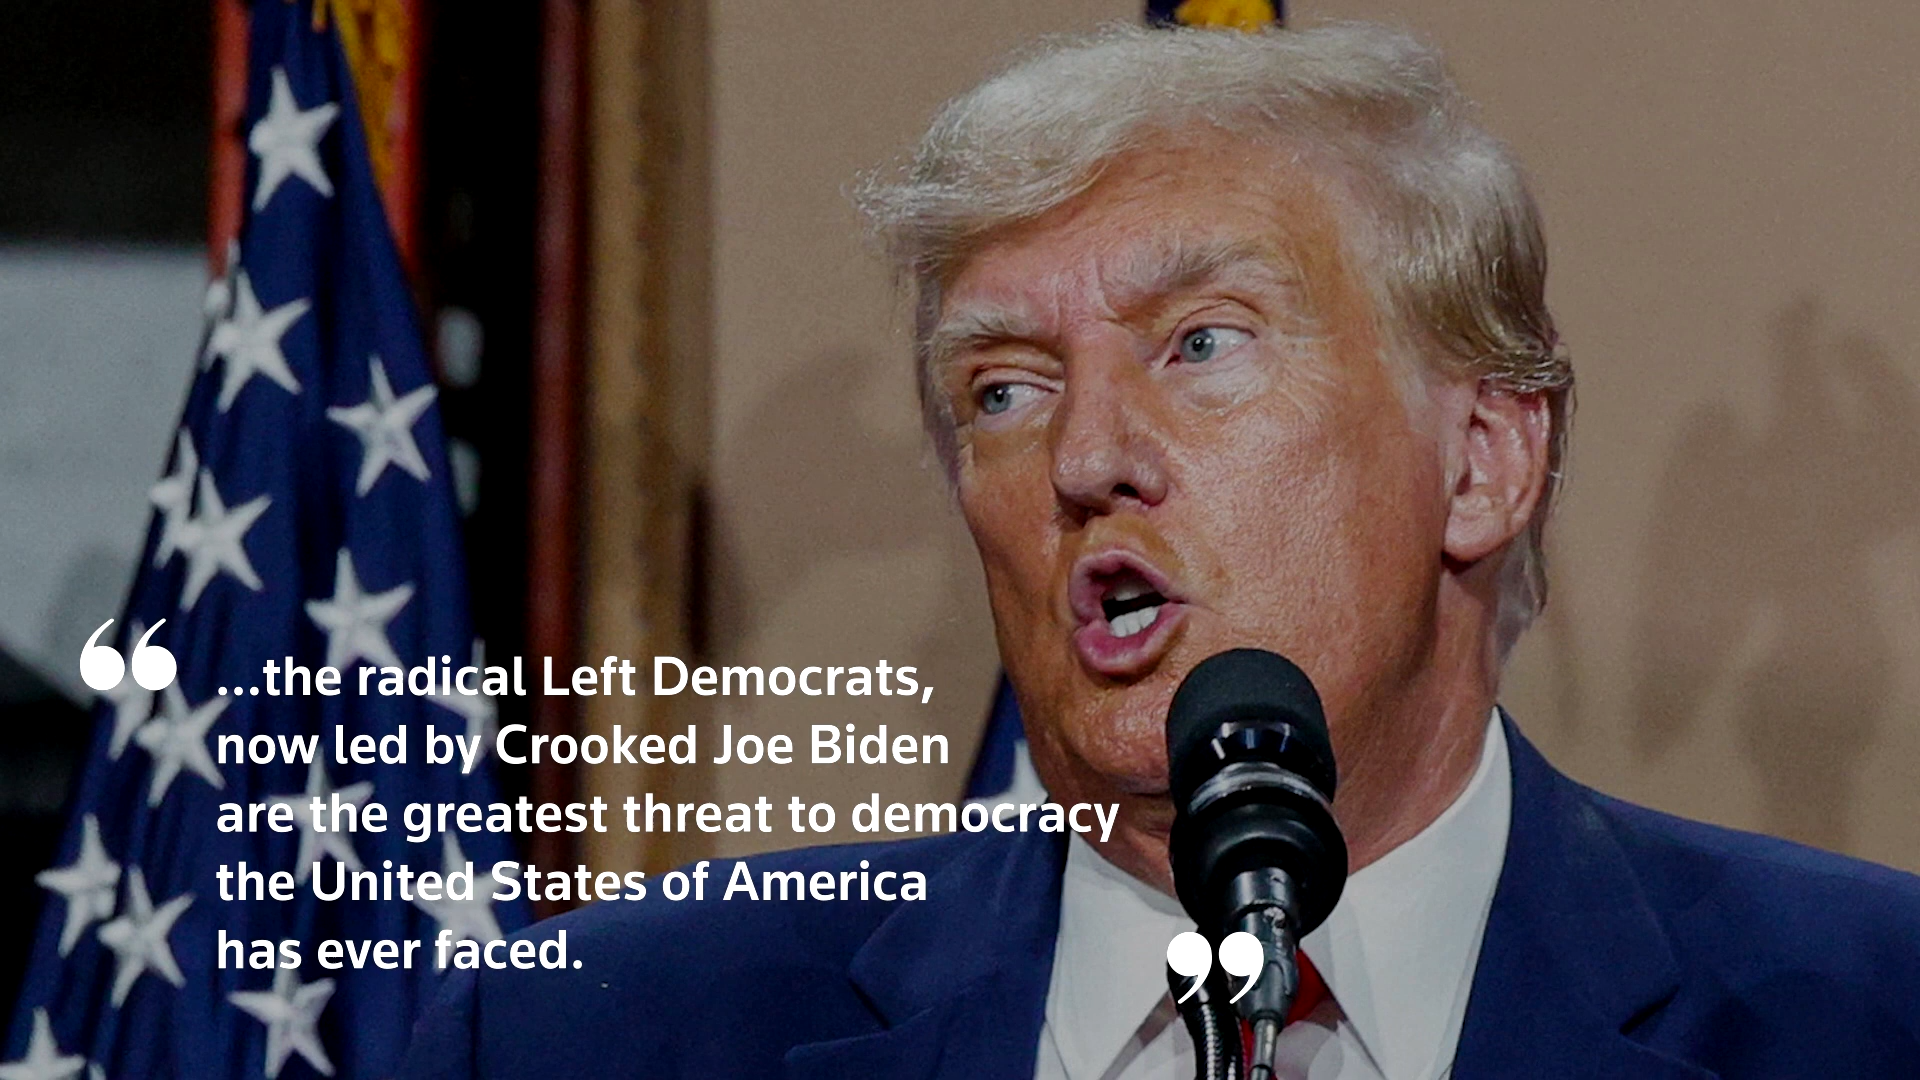 “ ...the radical Left Democrats,
now led by Crooked Joe Biden
are the greatest threat to democracy
the United States of America
has ever faced. ”